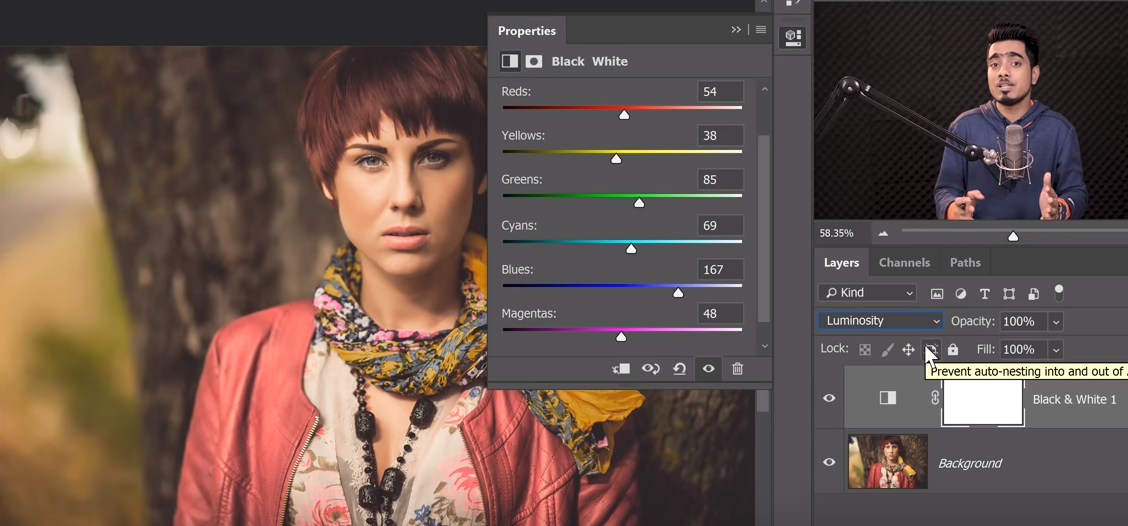 Properties
Black White
Reds: 54
Yellows: 38
Greens: 85
Cyans: 69
Blues: 167
Magentas: 48
58.35%
Layers Channels Paths
Kind
Luminosity Opacity: 100%
Lock: Fill: 100%
Prevent auto-nesting into and out of
Black & White 1
Background